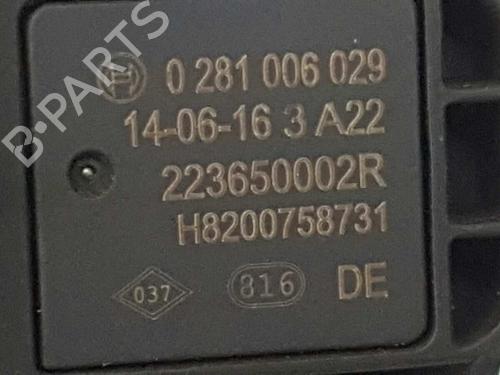 B-PARTS
0 281 006 029
14-06-16 3 A22
223650002R
H8200758731
037 816 DE